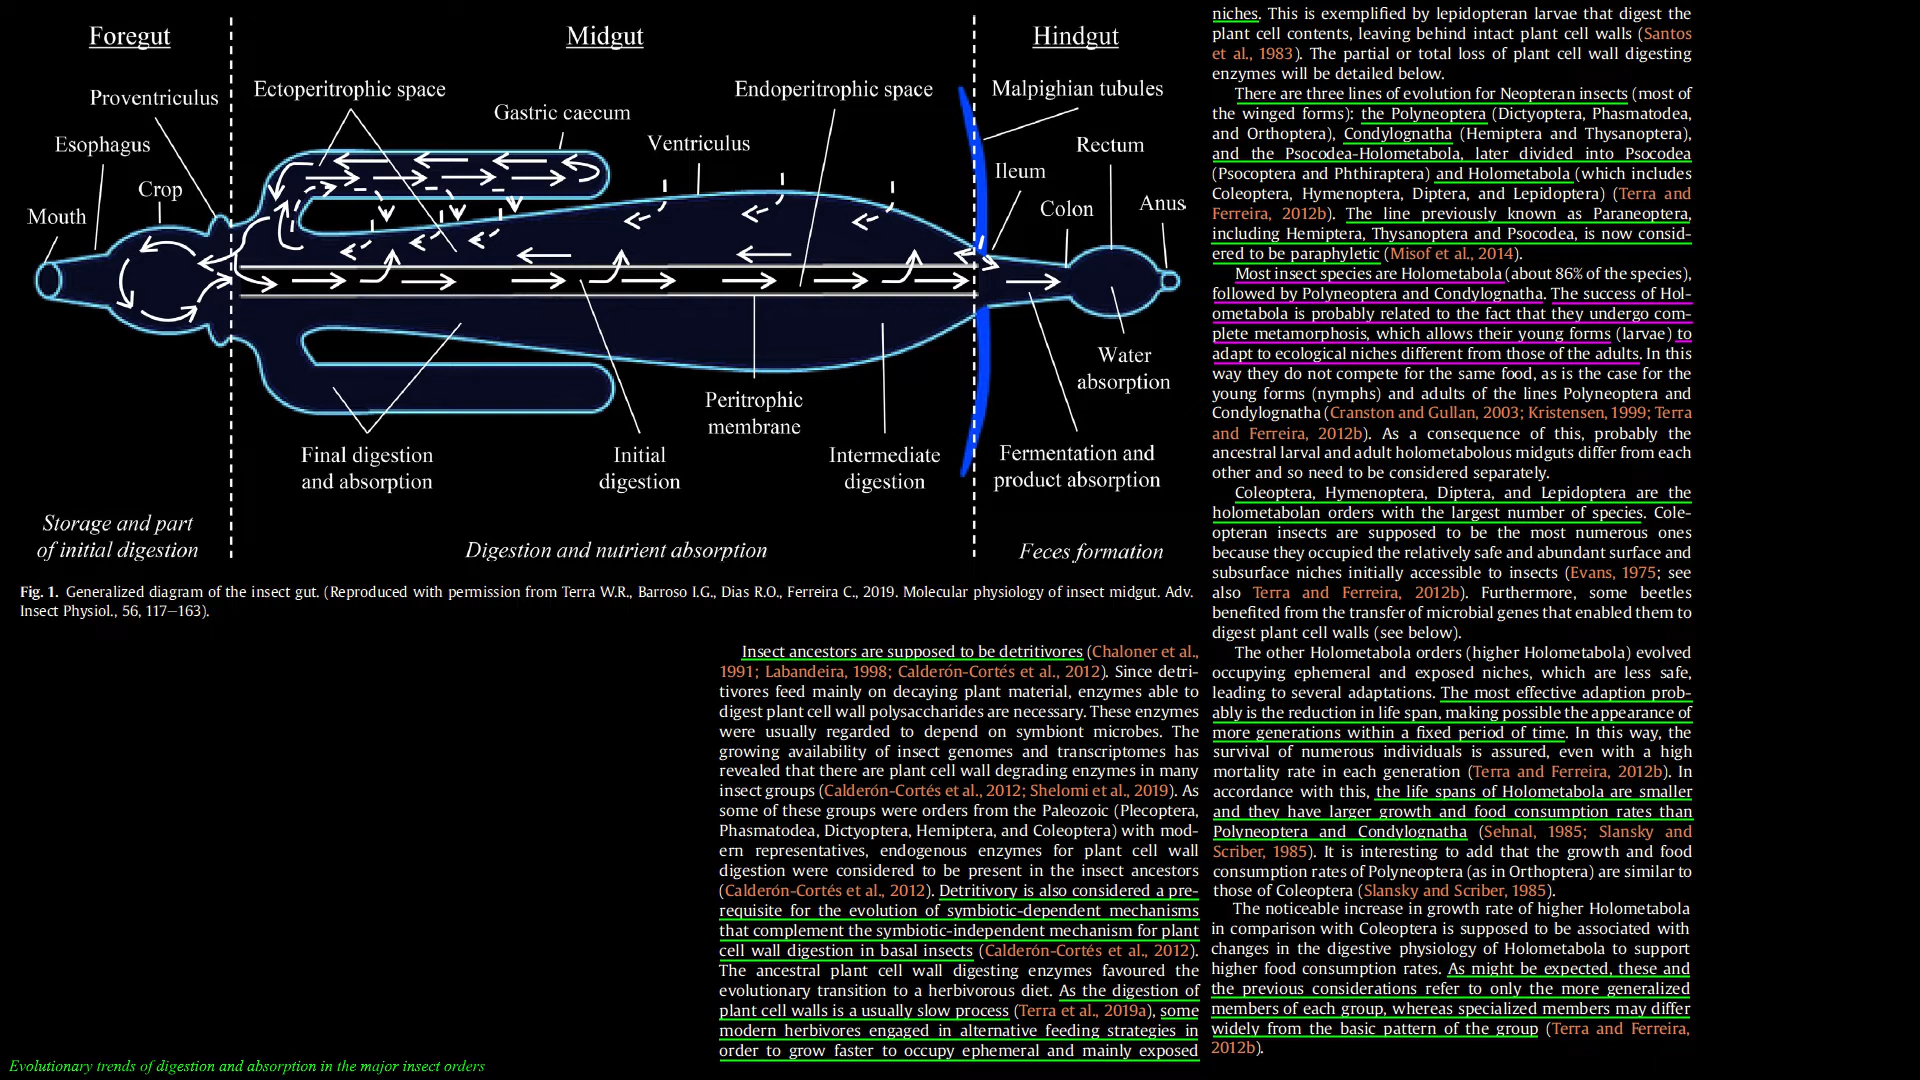 Foregut
Midgut
Hindgut
Proventriculus
Ectoperitrophic space
Endoperitrophic space
Malpighian tubules
Gastric caecum
Esophagus
Ventriculus
Rectum
Ileum
Crop
Colon
Anus
Mouth
Water
absorption
Peritrophic
membrane
Final digestion
and absorption
Initial
digestion
Intermediate
digestion
Fermentation and
product absorption
Storage and part
of initial digestion
Digestion and nutrient absorption
Feces formation
Fig. 1. Generalized diagram of the insect gut. (Reproduced with permission from Terra W.R., Barroso I.G., Dias R.O., Ferreira C., 2019. Molecular physiology of insect midgut. Adv.
Insect Physiol., 56, 117–163).
Insect ancestors are supposed to be detritivores (Chaloner et al.,
1991; Labandeira, 1998; Calderón-Cortés et al., 2012). Since detri-
tivores feed mainly on decaying plant material, enzymes able to
digest plant cell wall polysaccharides are necessary. These enzymes
were usually regarded to depend on symbiont microbes. The
growing availability of insect genomes and transcriptomes has
revealed that there are plant cell wall degrading enzymes in many
insect groups (Calderón-Cortés et al., 2012; Shelomi et al., 2019). As
some of these groups were orders from the Paleozoic (Plecoptera,
Phasmatodea, Dictyoptera, Hemiptera, and Coleoptera) with mod-
ern representatives, endogenous enzymes for plant cell wall
digestion were considered to be present in the insect ancestors
(Calderón-Cortés et al., 2012). Detritivory is also considered a pre-
requisite for the evolution of symbiotic-dependent mechanisms
that complement the symbiotic-independent mechanism for plant
cell wall digestion in basal insects (Calderón-Cortés et al., 2012).
The ancestral plant cell wall digesting enzymes favoured the
evolutionary transition to a herbivorous diet. As the digestion of
plant cell walls is a usually slow process (Terra et al., 2019a), some
modern herbivores engaged in alternative feeding strategies in
order to grow faster to occupy ephemeral and mainly exposed
niches. This is exemplified by lepidopteran larvae that digest the
plant cell contents, leaving behind intact plant cell walls (Santos
et al., 1983). The partial or total loss of plant cell wall digesting
enzymes will be detailed below.
There are three lines of evolution for Neopteran insects (most of
the winged forms): the Polyneoptera (Dictyoptera, Phasmatodea,
and Orthoptera), Condylognatha (Hemiptera and Thysanoptera),
and the Psocodea-Holometabola, later divided into Psocodea
(Psocoptera and Phthiraptera) and Holometabola (which includes
Coleoptera, Hymenoptera, Diptera, and Lepidoptera) (Terra and
Ferreira, 2012b). The line previously known as Paraneoptera,
including Hemiptera, Thysanoptera and Psocodea, is now consid-
ered to be paraphyletic (Misof et al., 2014).
Most insect species are Holometabola (about 86% of the species),
followed by Polyneoptera and Condylognatha. The success of Hol-
ometabola is probably related to the fact that they undergo com-
plete metamorphosis, which allows their young forms (larvae) to
adapt to ecological niches different from those of the adults. In this
way they do not compete for the same food, as is the case for the
young forms (nymphs) and adults of the lines Polyneoptera and
Condylognatha (Cranston and Gullan, 2003; Kristensen, 1999; Terra
and Ferreira, 2012b). As a consequence of this, probably the
ancestral larval and adult holometabolous midguts differ from each
other and so need to be considered separately.
Coleoptera, Hymenoptera, Diptera, and Lepidoptera are the
holometabolan orders with the largest number of species. Cole-
opteran insects are supposed to be the most numerous ones
because they occupied the relatively safe and abundant surface and
subsurface niches initially accessible to insects (Evans, 1975; see
also Terra and Ferreira, 2012b). Furthermore, some beetles
benefited from the transfer of microbial genes that enabled them to
digest plant cell walls (see below).
The other Holometabola orders (higher Holometabola) evolved
occupying ephemeral and exposed niches, which are less safe,
leading to several adaptations. The most effective adaption prob-
ably is the reduction in life span, making possible the appearance of
more generations within a fixed period of time. In this way, the
survival of numerous individuals is assured, even with a high
mortality rate in each generation (Terra and Ferreira, 2012b). In
accordance with this, the life spans of Holometabola are smaller
and they have larger growth and food consumption rates than
Polyneoptera and Condylognatha (Sehnal, 1985; Slansky and
Scriber, 1985). It is interesting to add that the growth and food
consumption rates of Polyneoptera (as in Orthoptera) are similar to
those of Coleoptera (Slansky and Scriber, 1985).
The noticeable increase in growth rate of higher Holometabola
in comparison with Coleoptera is supposed to be associated with
changes in the digestive physiology of Holometabola to support
higher food consumption rates. As might be expected, these and
the previous considerations refer to only the more generalized
members of each group, whereas specialized members may differ
widely from the basic pattern of the group (Terra and Ferreira,
2012b).
Evolutionary trends of digestion and absorption in the major insect orders